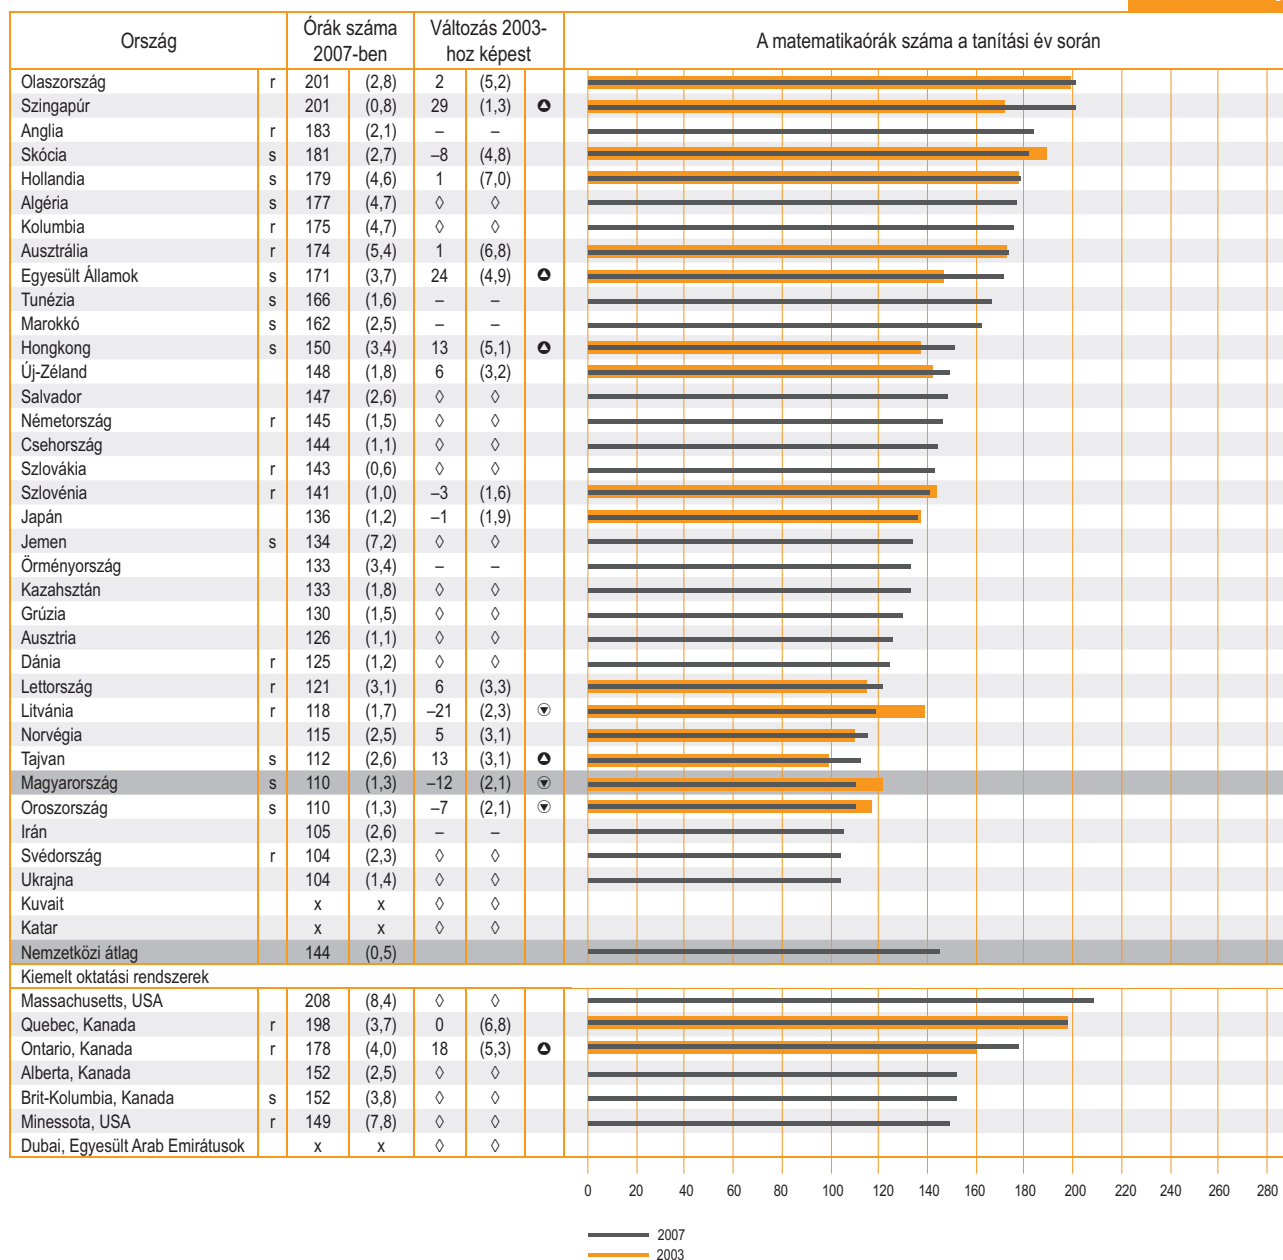 Ország Órák száma 2007-ben Változás 2003-hoz képest A matematikaórák száma a tanítási év során
Olaszország r 201 (2,8) 2 (5,2)
Szingapúr 201 (0,8) 29 (1,3)
Anglia r 183 (2,1) – –
Skócia s 181 (2,7) –8 (4,8)
Hollandia s 179 (4,6) 1 (7,0)
Algéria s 177 (4,7) ◊ ◊
Kolumbia r 175 (4,7) ◊ ◊
Ausztrália r 174 (5,4) 1 (6,8)
Egyesült Államok s 171 (3,7) 24 (4,9)
Tunézia s 166 (1,6) – –
Marokkó s 162 (2,5) – –
Hongkong s 150 (3,4) 13 (5,1)
Új-Zéland 148 (1,8) 6 (3,2)
Salvador 147 (2,6) ◊ ◊
Németország r 145 (1,5) ◊ ◊
Csehország 144 (1,1) ◊ ◊
Szlovákia r 143 (0,6) ◊ ◊
Szlovénia r 141 (1,0) –3 (1,6)
Japán 136 (1,2) –1 (1,9)
Jemen s 134 (7,2) ◊ ◊
Örményország 133 (3,4) – –
Kazahsztán 133 (1,8) ◊ ◊
Grúzia 130 (1,5) ◊ ◊
Ausztria 126 (1,1) ◊ ◊
Dánia r 125 (1,2) ◊ ◊
Lettország r 121 (3,1) 6 (3,3)
Litvánia r 118 (1,7) –21 (2,3)
Norvégia 115 (2,5) 5 (3,1)
Tajvan s 112 (2,6) 13 (3,1)
Magyarország s 110 (1,3) –12 (2,1)
Oroszország s 110 (1,3) –7 (2,1)
Irán 105 (2,6) – –
Svédország r 104 (2,3) ◊ ◊
Ukrajna 104 (1,4) ◊ ◊
Kuvait x x ◊ ◊
Katar x x ◊ ◊
Nemzetközi átlag 144 (0,5)
Kiemelt oktatási rendszerek
Massachusetts, USA 208 (8,4) ◊ ◊
Quebec, Kanada r 198 (3,7) 0 (6,8)
Ontario, Kanada r 178 (4,0) 18 (5,3)
Alberta, Kanada 152 (2,5) ◊ ◊
Brit-Kolumbia, Kanada s 152 (3,8) ◊ ◊
Minessota, USA r 149 (7,8) ◊ ◊
Dubai, Egyesült Arab Emirátusok x x ◊ ◊
0 20 40 60 80 100 120 140 160 180 200 220 240 260 280
2007
2003